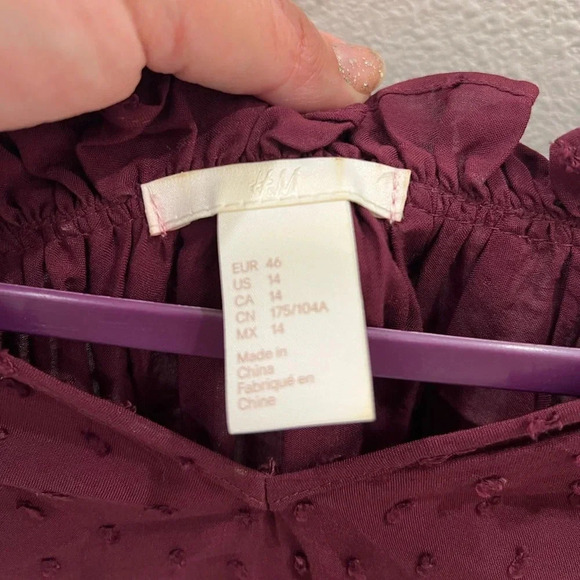 H&M
EUR 46
US 14
CA 14
CN 175/104A
MX 14
Made in
China
Fabriqué en
Chine